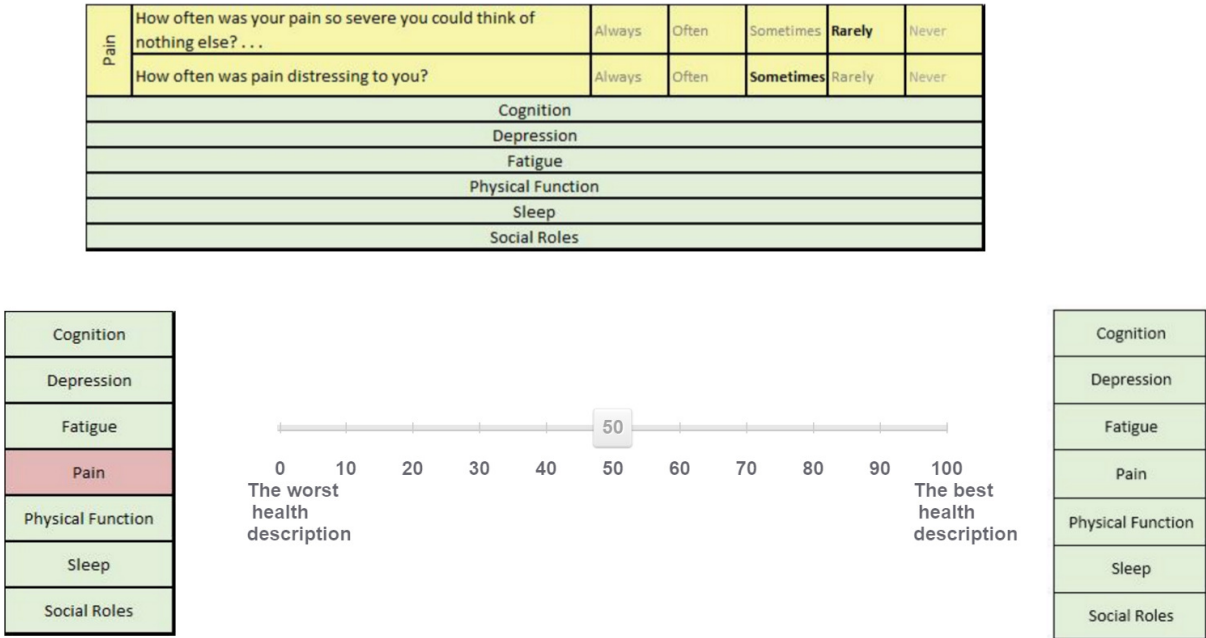 Pain
How often was your pain so severe you could think of
nothing else? . . .
Always Often Sometimes Rarely Never
How often was pain distressing to you?
Always Often Sometimes Rarely Never
Cognition
Depression
Fatigue
Physical Function
Sleep
Social Roles
Cognition
Depression
Fatigue
Pain
Physical Function
Sleep
Social Roles
50
0 10 20 30 40 50 60 70 80 90 100
The worst
health
description
The best
health
description
Cognition
Depression
Fatigue
Pain
Physical Function
Sleep
Social Roles